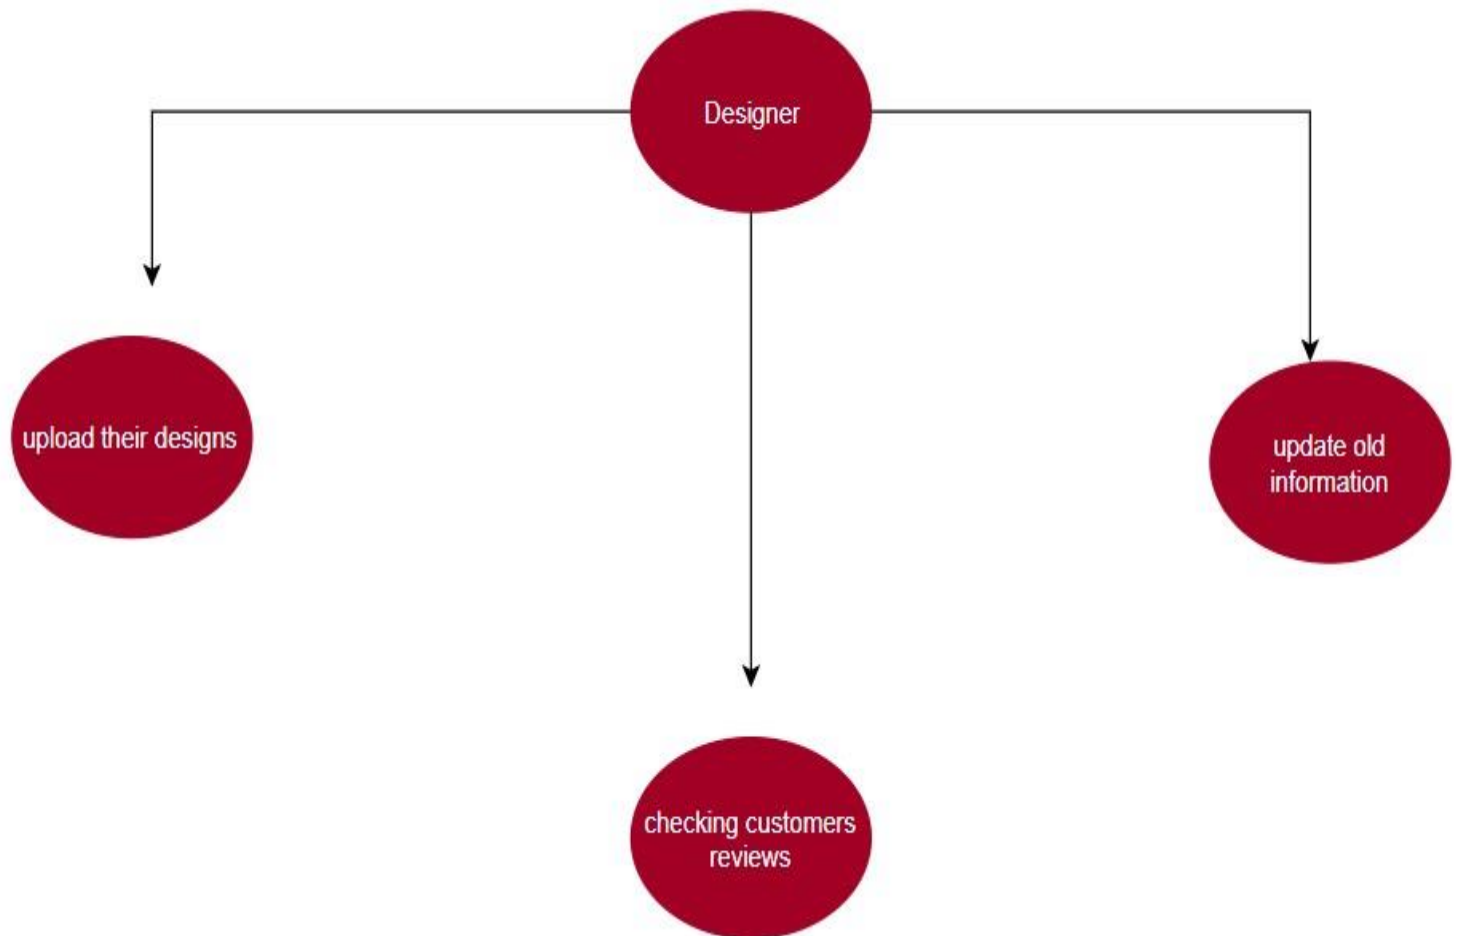 Designer
upload their designs
update old
information
checking customers
reviews